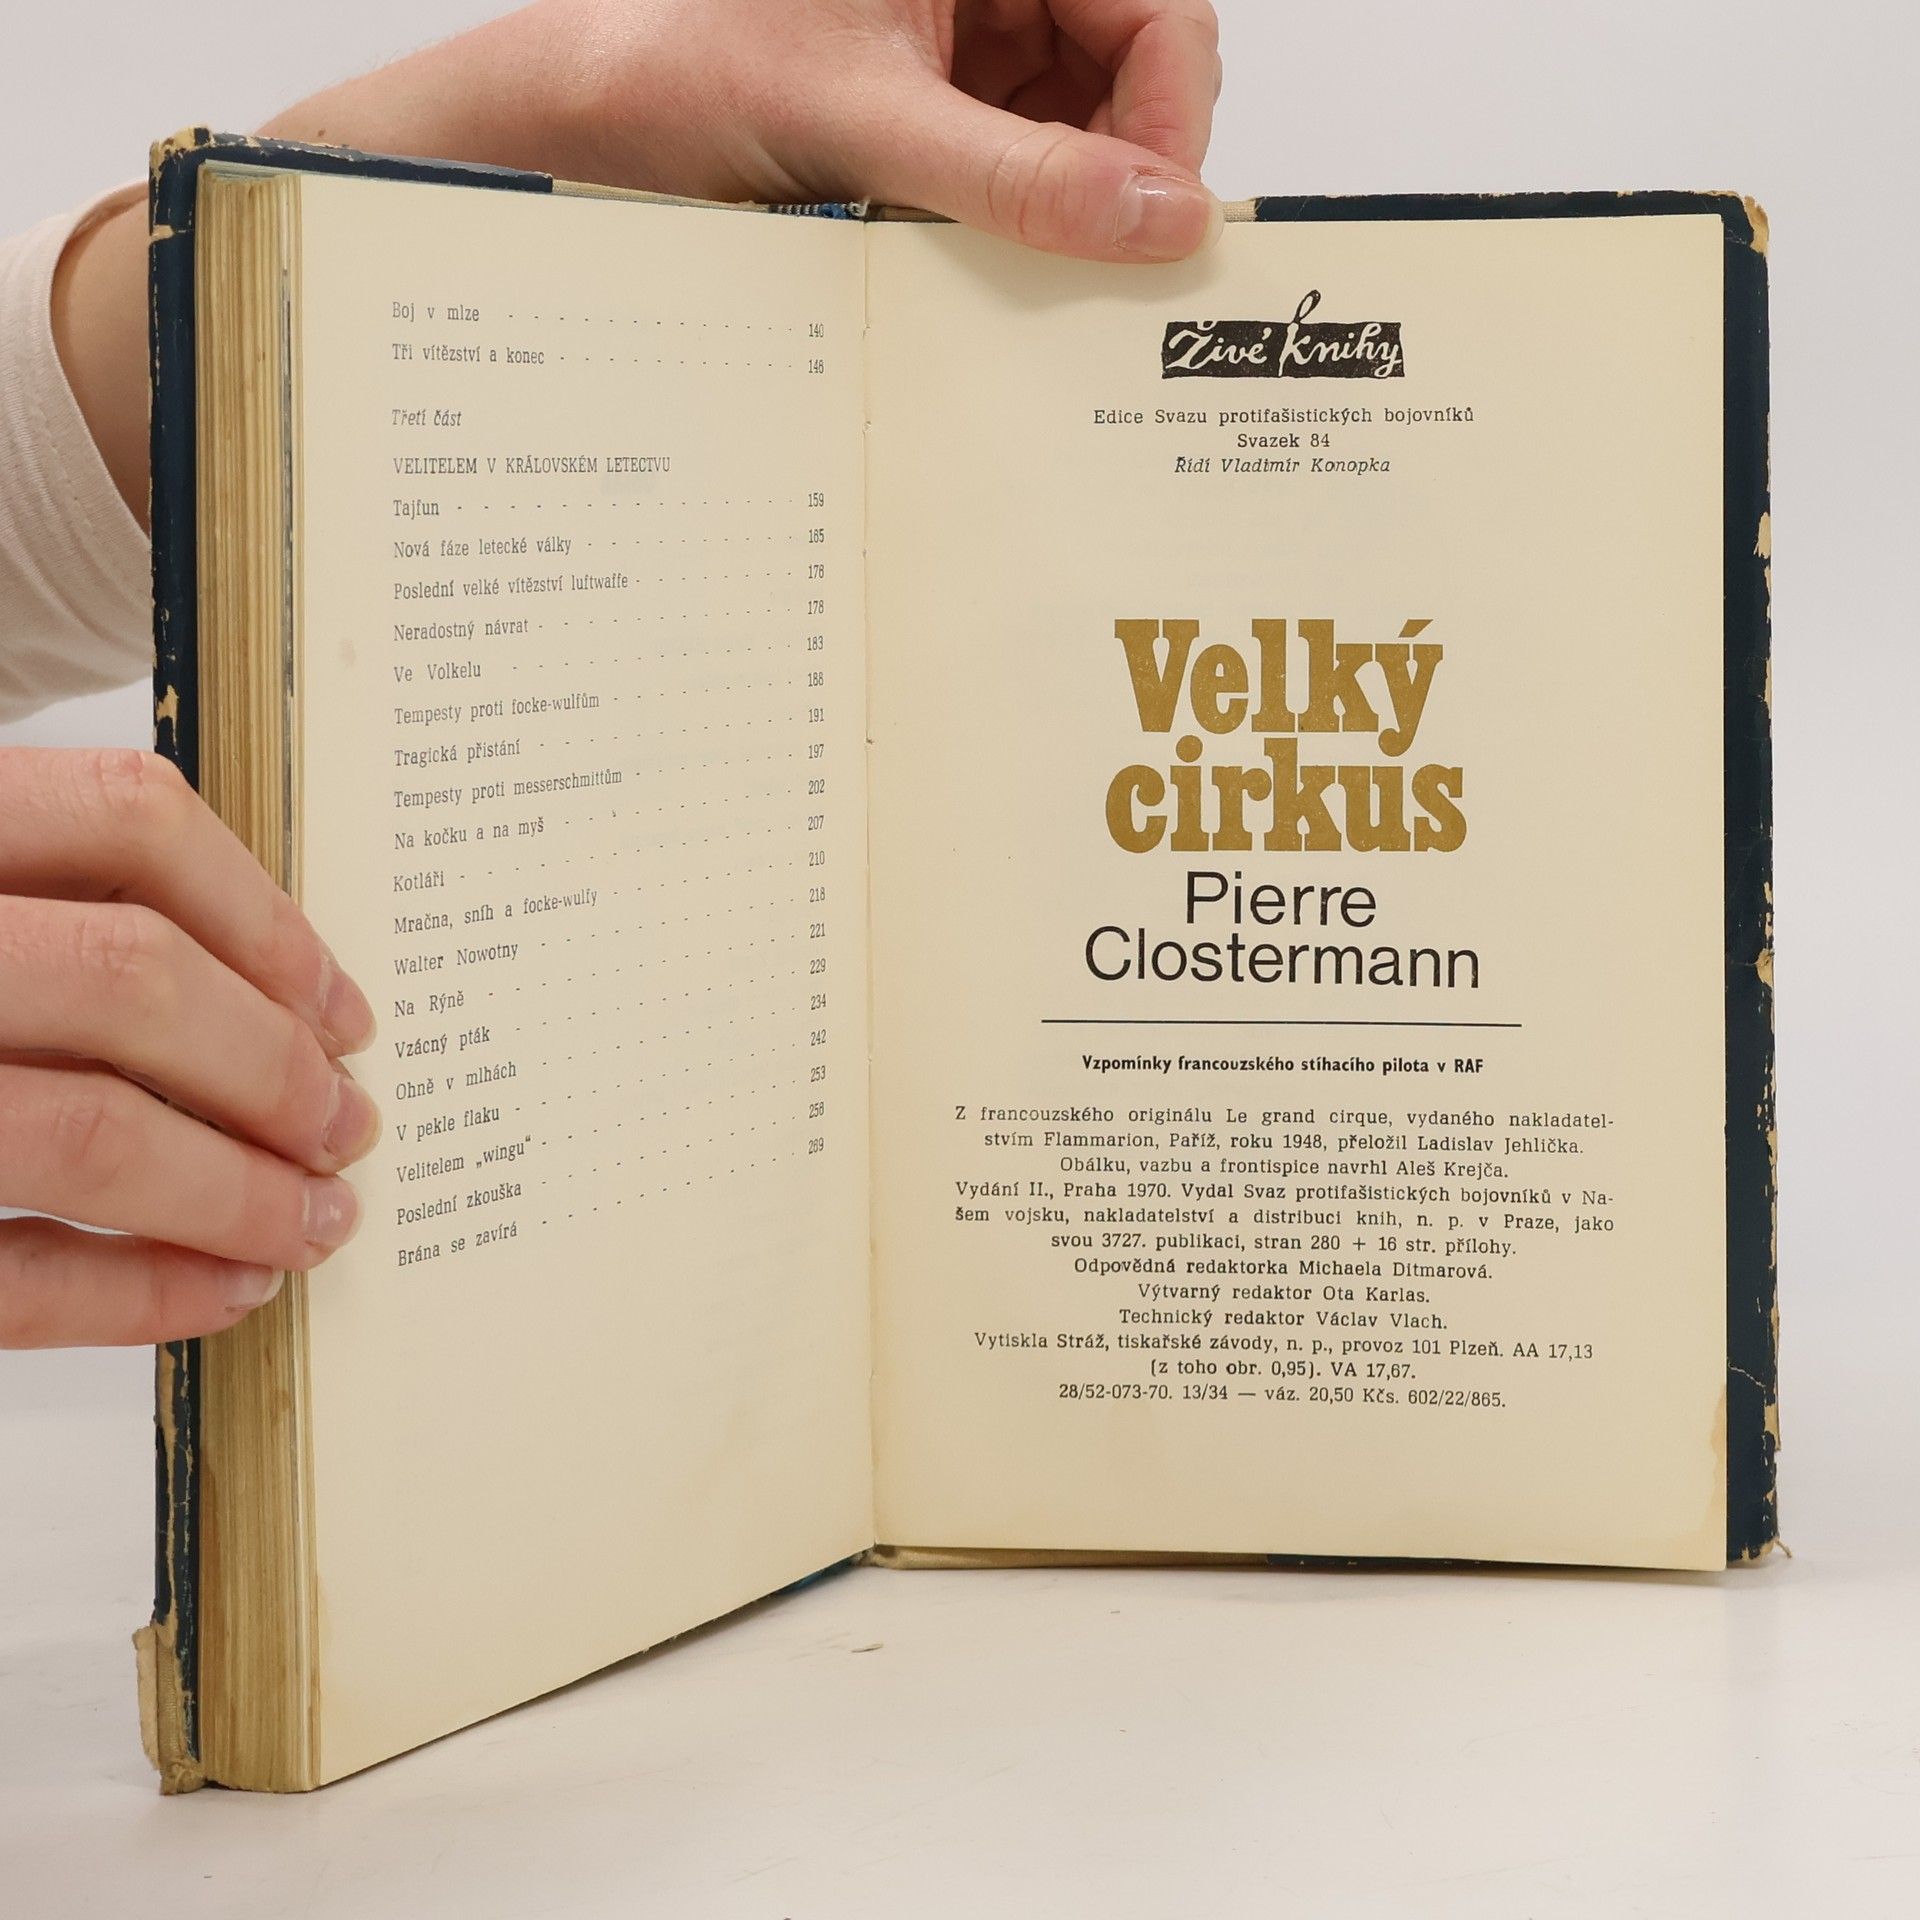 Boj v mlze - - - - - - - - - - - - 140
Tři vítězství a konec - - - - - - - - - - 148
Třetí část
VELITELEM V KRÁLOVSKÉM LETECTVU
Tajfun - - - - - - - - - - - - - 159
Nová fáze letecké války - - - - - - - - - 165
Poslední velké vítězství luftwaffe - - - - - - - 176
Neradostný návrat - - - - - - - - - - - 178
Ve Volkelu - - - - - - - - - - - - 183
Tempesty proti focke-wulfům - - - - - - - - 188
Tragická přistání - - - - - - - - - - - 191
Tempesty proti messerschmittům - - - - - - - 197
Na kočku a na myš - - - - - - - - - - 202
Kotláři - - - - - - - - - - - - - 207
Mračna, sníh a focke-wulfy - - - - - - - - 210
Walter Nowotny - - - - - - - - - - - 218
Na Rýně - - - - - - - - - - - - 221
Vzácný pták - - - - - - - - - - - - 229
Ohně v mlhách - - - - - - - - - - - 234
V pekle flaku - - - - - - - - - - - - 242
Velitelem „wingu“ - - - - - - - - - - - 253
Poslední zkouška - - - - - - - - - - - 258
Brána se zavírá - - - - - - - - - - - 269
Živé knihy
Edice Svazu protifašistických bojovníků
Svazek 84
Řídí Vladimír Konopka
Velký
cirkus
Pierre
Clostermann
Vzpomínky francouzského stíhacího pilota v RAF
Z francouzského originálu Le grand cirque, vydaného nakladatel-
stvím Flammarion, Paříž, roku 1948, přeložil Ladislav Jehlička.
Obálku, vazbu a frontispice navrhl Aleš Krejča.
Vydání II., Praha 1970. Vydal Svaz protifašistických bojovníků v Na-
šem vojsku, nakladatelství a distribuci knih, n. p. v Praze, jako
svou 3727. publikaci, stran 280 + 16 str. přílohy.
Odpovědná redaktorka Michaela Ditmarová.
Výtvarný redaktor Ota Karlas.
Technický redaktor Václav Vlach.
Vytiskla Stráž, tiskařské závody, n. p., provoz 101 Plzeň. AA 17,13
(z toho obr. 0,95). VA 17,67.
28/52-073-70. 13/34 — váz. 20,50 Kčs. 602/22/865.